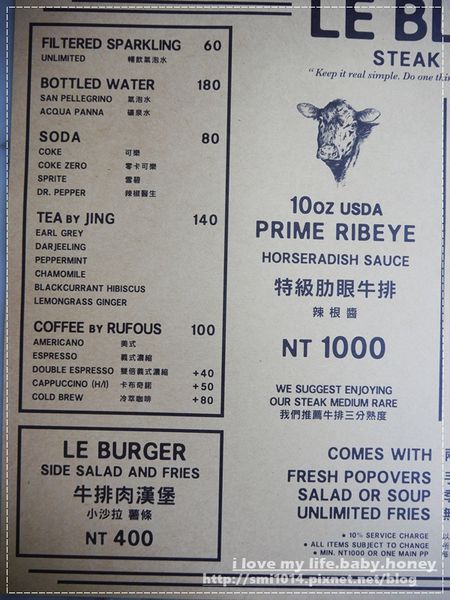 FILTERED SPARKLING 60
UNLIMITED 暢飲氣泡水
BOTTLED WATER 180
SAN PELLEGRINO 氣泡水
ACQUA PANNA 礦泉水
SODA 80
COKE 可樂
COKE ZERO 零卡可樂
SPRITE 雪碧
DR. PEPPER 辣椒醫生
TEA BY JING 140
EARL GREY
DARJEELING
PEPPERMINT
CHAMOMILE
BLACKCURRANT HIBISCUS
LEMONGRASS GINGER
COFFEE BY RUFOUS 100
AMERICANO 美式
ESPRESSO 義式濃縮
DOUBLE ESPRESSO 雙倍義式濃縮 +40
CAPPUCCINO (H/I) 卡布奇諾 +50
COLD BREW 冷萃咖啡 +80
LE BURGER
SIDE SALAD AND FRIES
牛排肉漢堡
小沙拉 薯條
NT 400
LE BL
STEAK
"Keep it real simple. Do one thi
10OZ USDA
PRIME RIBEYE
HORSERADISH SAUCE
特級肋眼牛排
辣根醬
NT 1000
WE SUGGEST ENJOYING
OUR STEAK MEDIUM RARE
我們推薦牛排三分熟度
COMES WITH
FRESH POPOVERS
SALAD OR SOUP
UNLIMITED FRIES
• 10% SERVICE CHARGE
• ALL ITEMS SUBJECT TO CHANGE
• MIN. NT1000 OR ONE MAIN PP
i love my life.baby.honey
http://smi1014.pixnet.net/blog